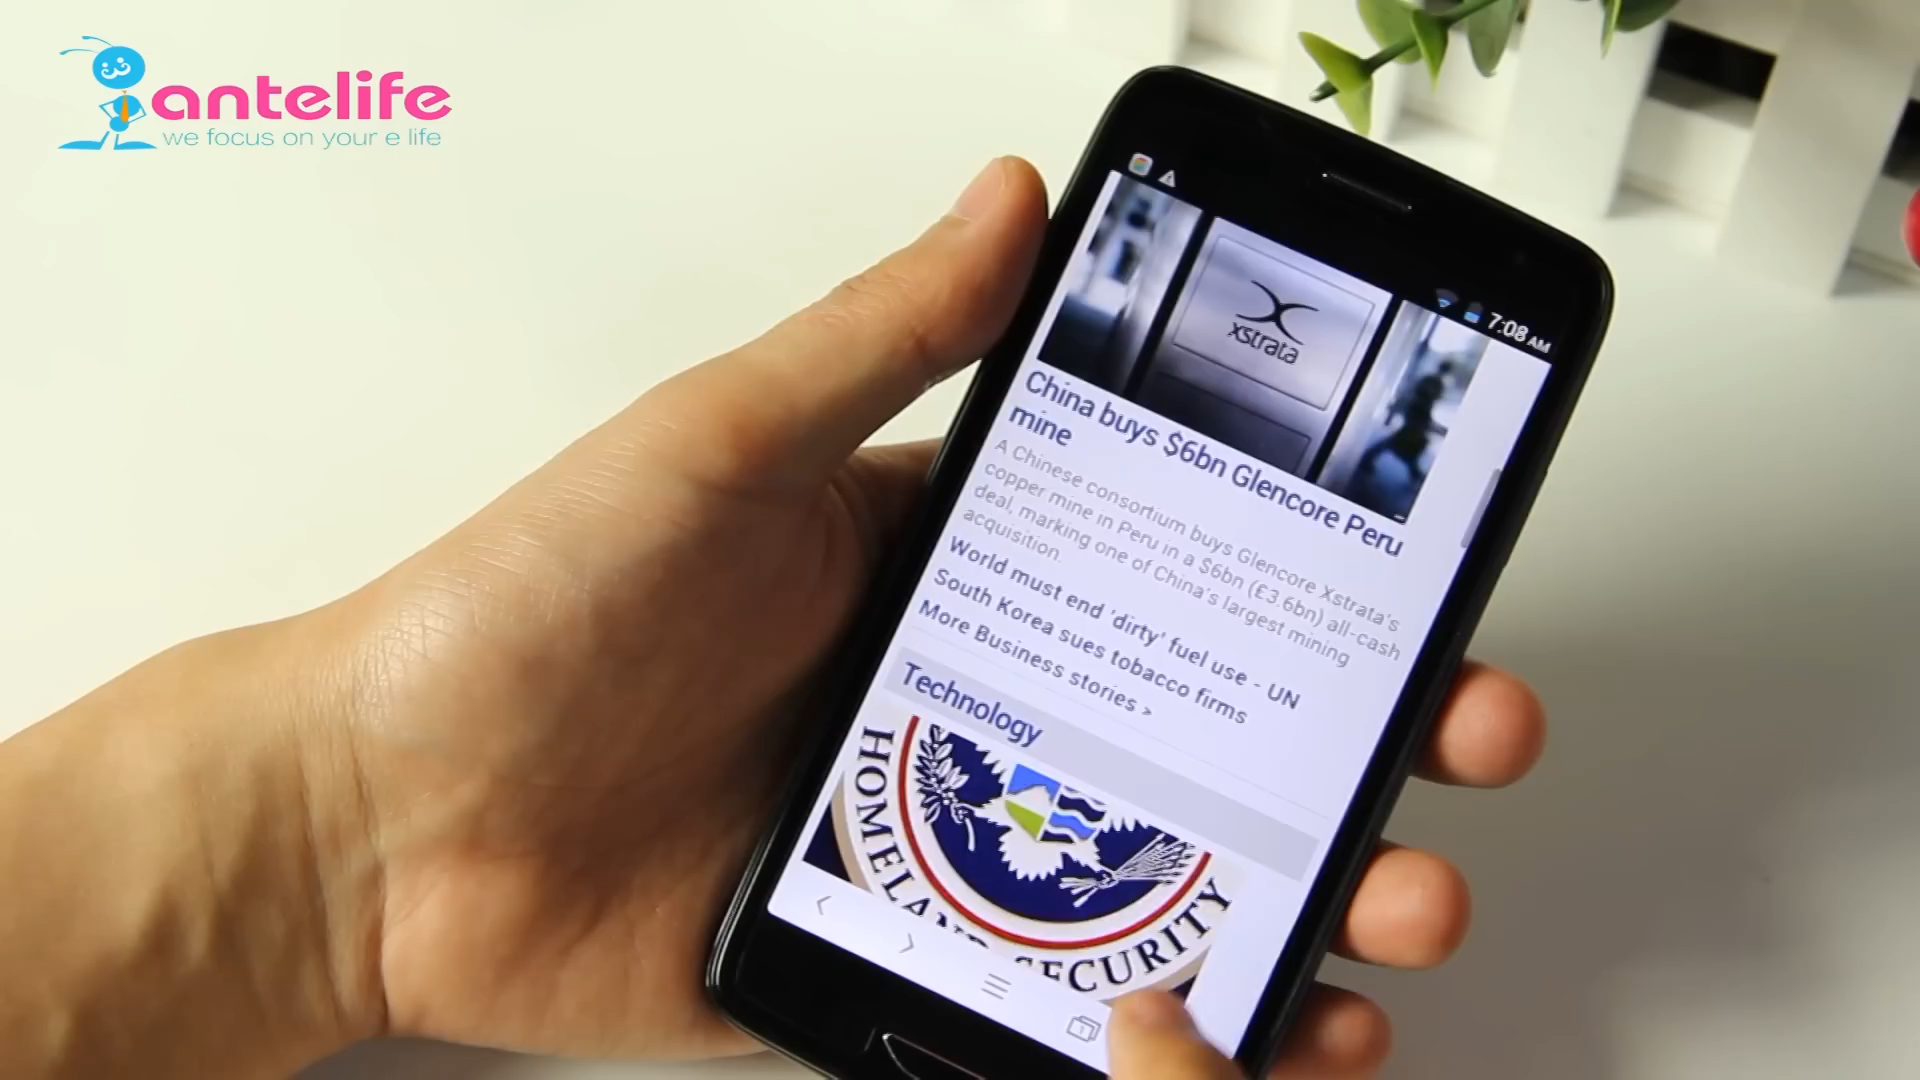 antelife
we focus on your e life
7:08 AM
xstrata
China buys $6bn Glencore Peru
mine
A Chinese consortium buys Glencore Xstrata's
copper mine in Peru in a $6bn (£3.6bn) all-cash
deal, marking one of China's largest mining
acquisition.
World must end 'dirty' fuel use - UN
South Korea sues tobacco firms
More Business stories >
Technology
HOMELAND SECURITY
1